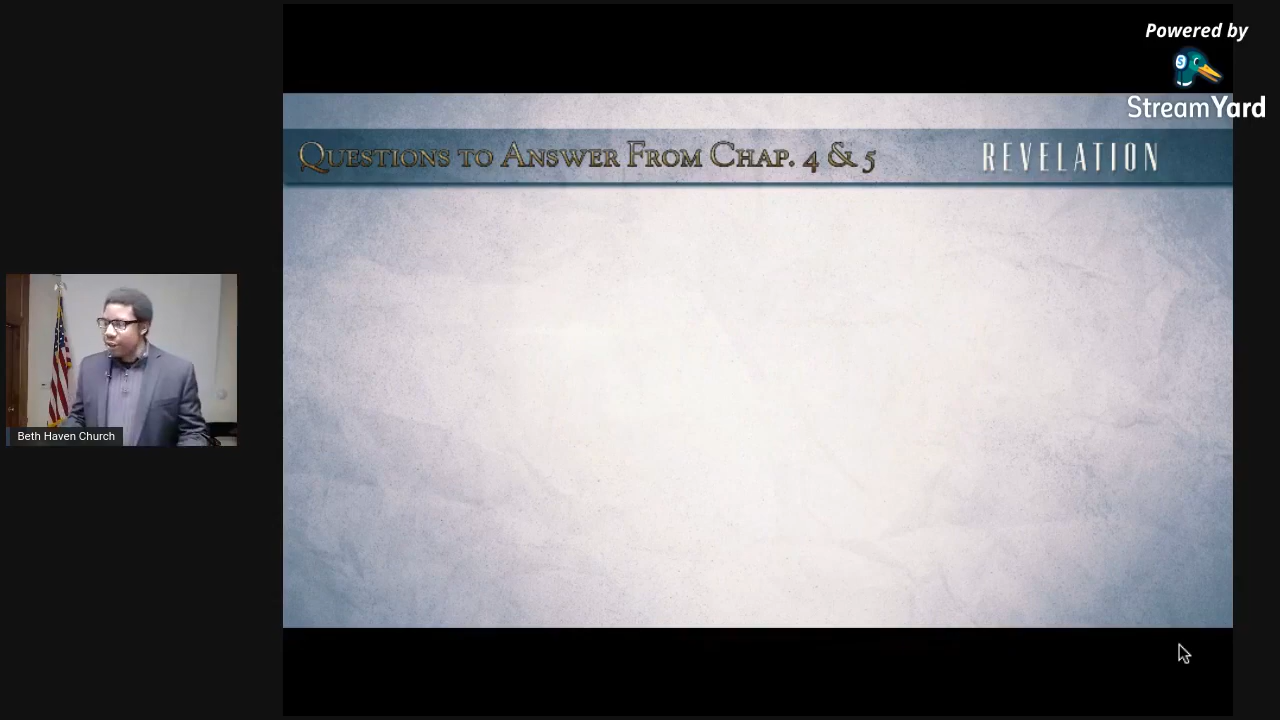 Powered by
StreamYard
Questions to Answer From Chap. 4 & 5
REVELATION
Beth Haven Church